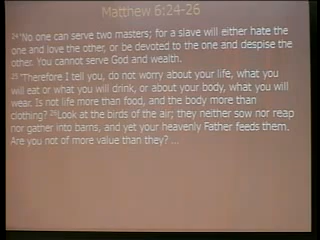 Matthew 6:24-26
24 "No one can serve two masters; for a slave will either hate the
one and love the other, or be devoted to the one and despise the
other. You cannot serve God and wealth.
25 "Therefore I tell you, do not worry about your life, what you
will eat or what you will drink, or about your body, what you will
wear. Is not life more than food, and the body more than
clothing? 26 Look at the birds of the air; they neither sow nor reap
nor gather into barns, and yet your heavenly Father feeds them.
Are you not of more value than they? ...